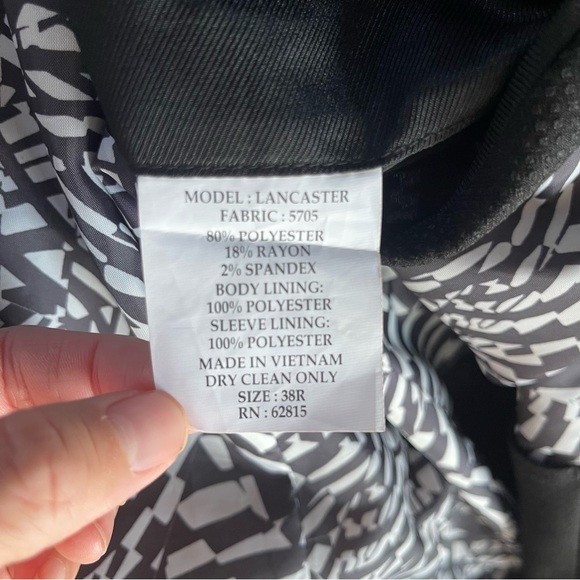 MODEL : LANCASTER
FABRIC : 5705
80% POLYESTER
18% RAYON
2% SPANDEX
BODY LINING:
100% POLYESTER
SLEEVE LINING:
100% POLYESTER
MADE IN VIETNAM
DRY CLEAN ONLY
SIZE : 38R
RN : 62815